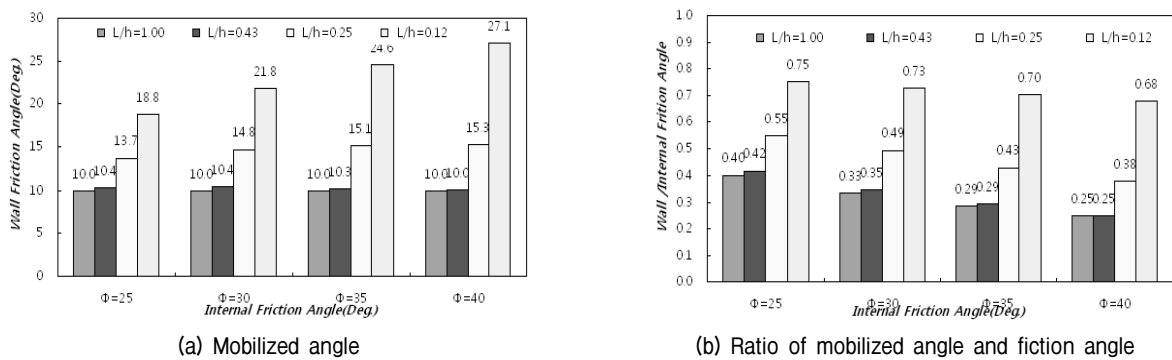 30
25
20
15
10
5
0
Wall Friction Angle(Deg.)
L/h=1.00 L/h=0.43 L/h=0.25 L/h=0.12
10.0 10.4 13.7 18.8
10.0 10.4 14.8 21.8
10.0 10.3 15.1 24.6
10.0 10.0 15.3 27.1
Φ=25 Φ=30 Φ=35 Φ=40
Internal Friction Angle(Deg.)
(a) Mobilized angle
1.0
0.9
0.8
0.7
0.6
0.5
0.4
0.3
0.2
0.1
0.0
Wall /Internal Frition Angle
L/h=1.00 L/h=0.43 L/h=0.25 L/h=0.12
0.40 0.42 0.55 0.75
0.33 0.35 0.49 0.73
0.29 0.29 0.43 0.70
0.25 0.25 0.38 0.68
Φ=25 Φ=30 Φ=35 Φ=40
Internal Friction Angle(Deg.)
(b) Ratio of mobilized angle and fiction angle